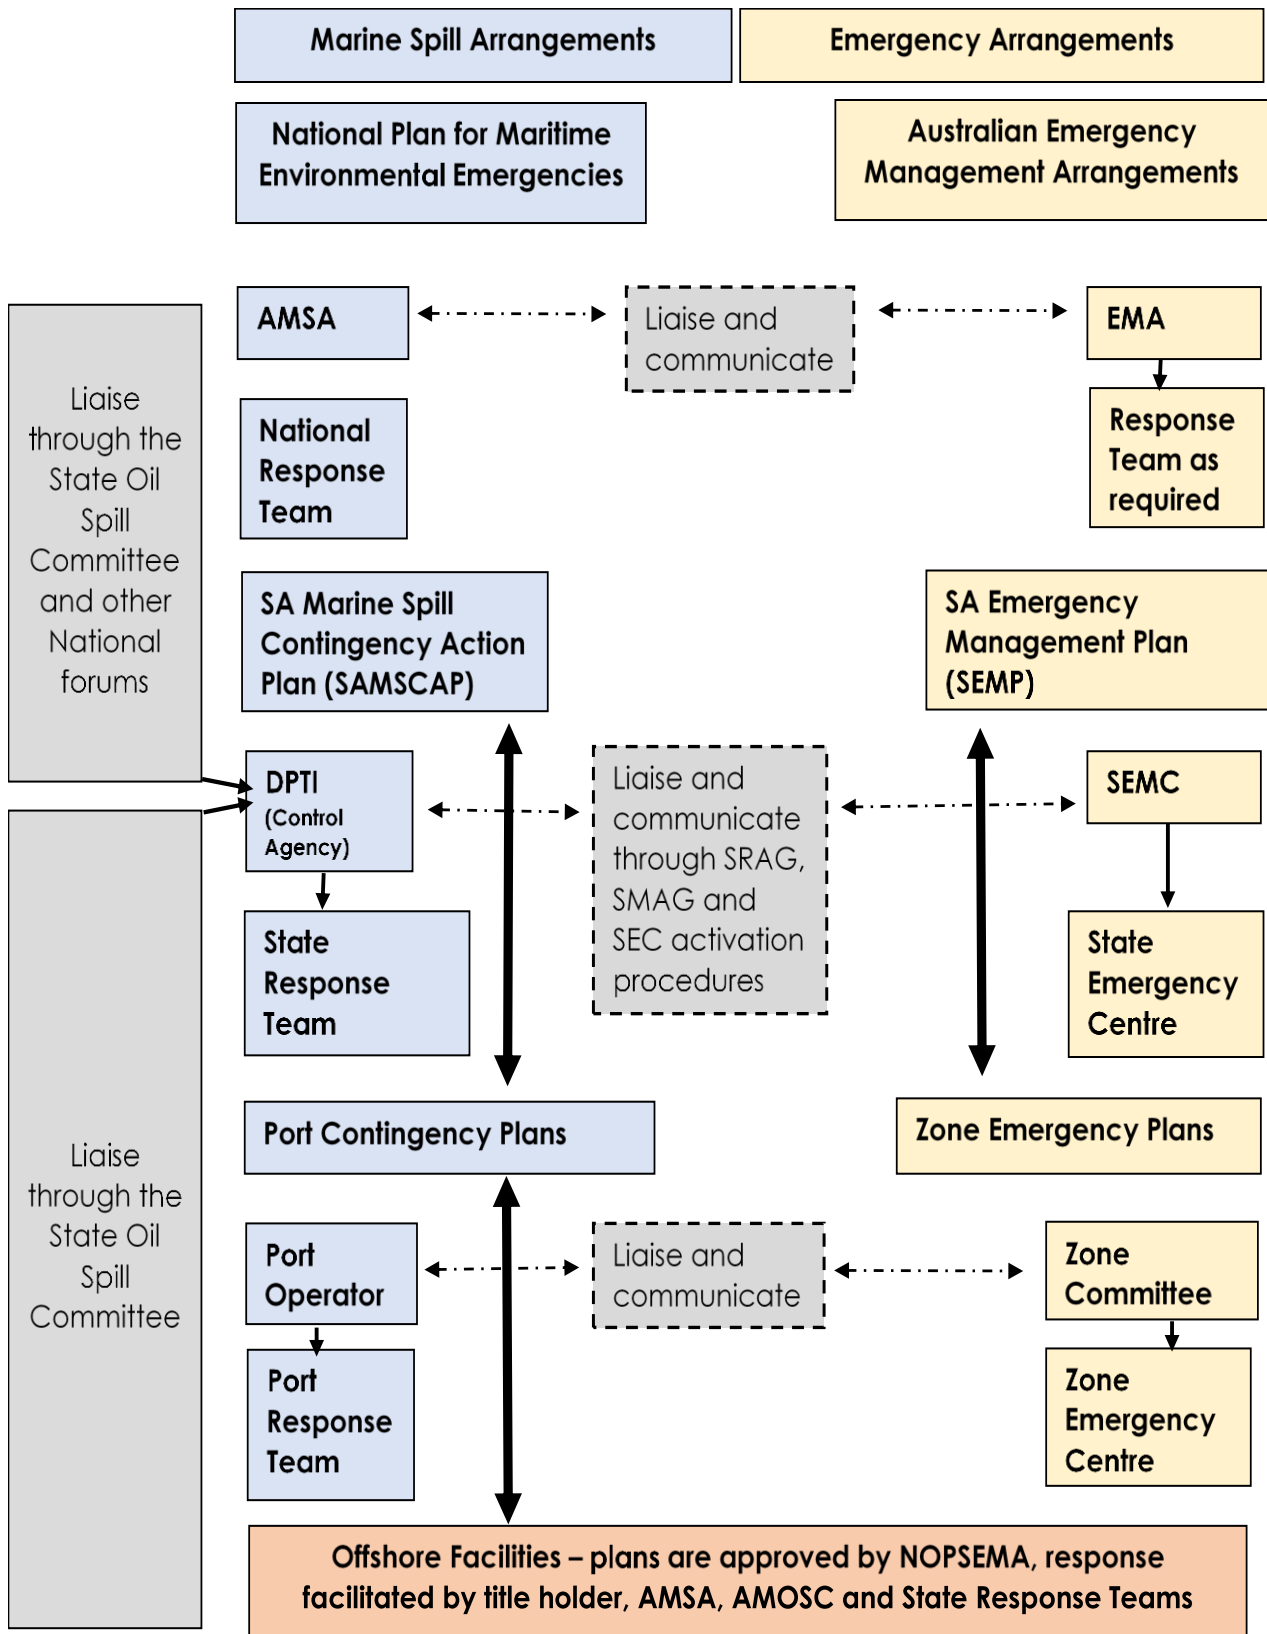 Marine Spill Arrangements
Emergency Arrangements
National Plan for Maritime
Environmental Emergencies
Australian Emergency
Management Arrangements
Liaise
through the
State Oil
Spill
Committee
and other
National
forums
AMSA
Liaise and
communicate
EMA
National
Response
Team
Response
Team as
required
SA Marine Spill
Contingency Action
Plan (SAMSCAP)
SA Emergency
Management Plan
(SEMP)
DPTI
(Control
Agency)
Liaise and
communicate
through SRAG,
SMAG and
SEC activation
procedures
SEMC
State
Response
Team
State
Emergency
Centre
Liaise
through the
State Oil
Spill
Committee
Port Contingency Plans
Zone Emergency Plans
Port
Operator
Liaise and
communicate
Zone
Committee
Port
Response
Team
Zone
Emergency
Centre
Offshore Facilities – plans are approved by NOPSEMA, response
facilitated by title holder, AMSA, AMOSC and State Response Teams